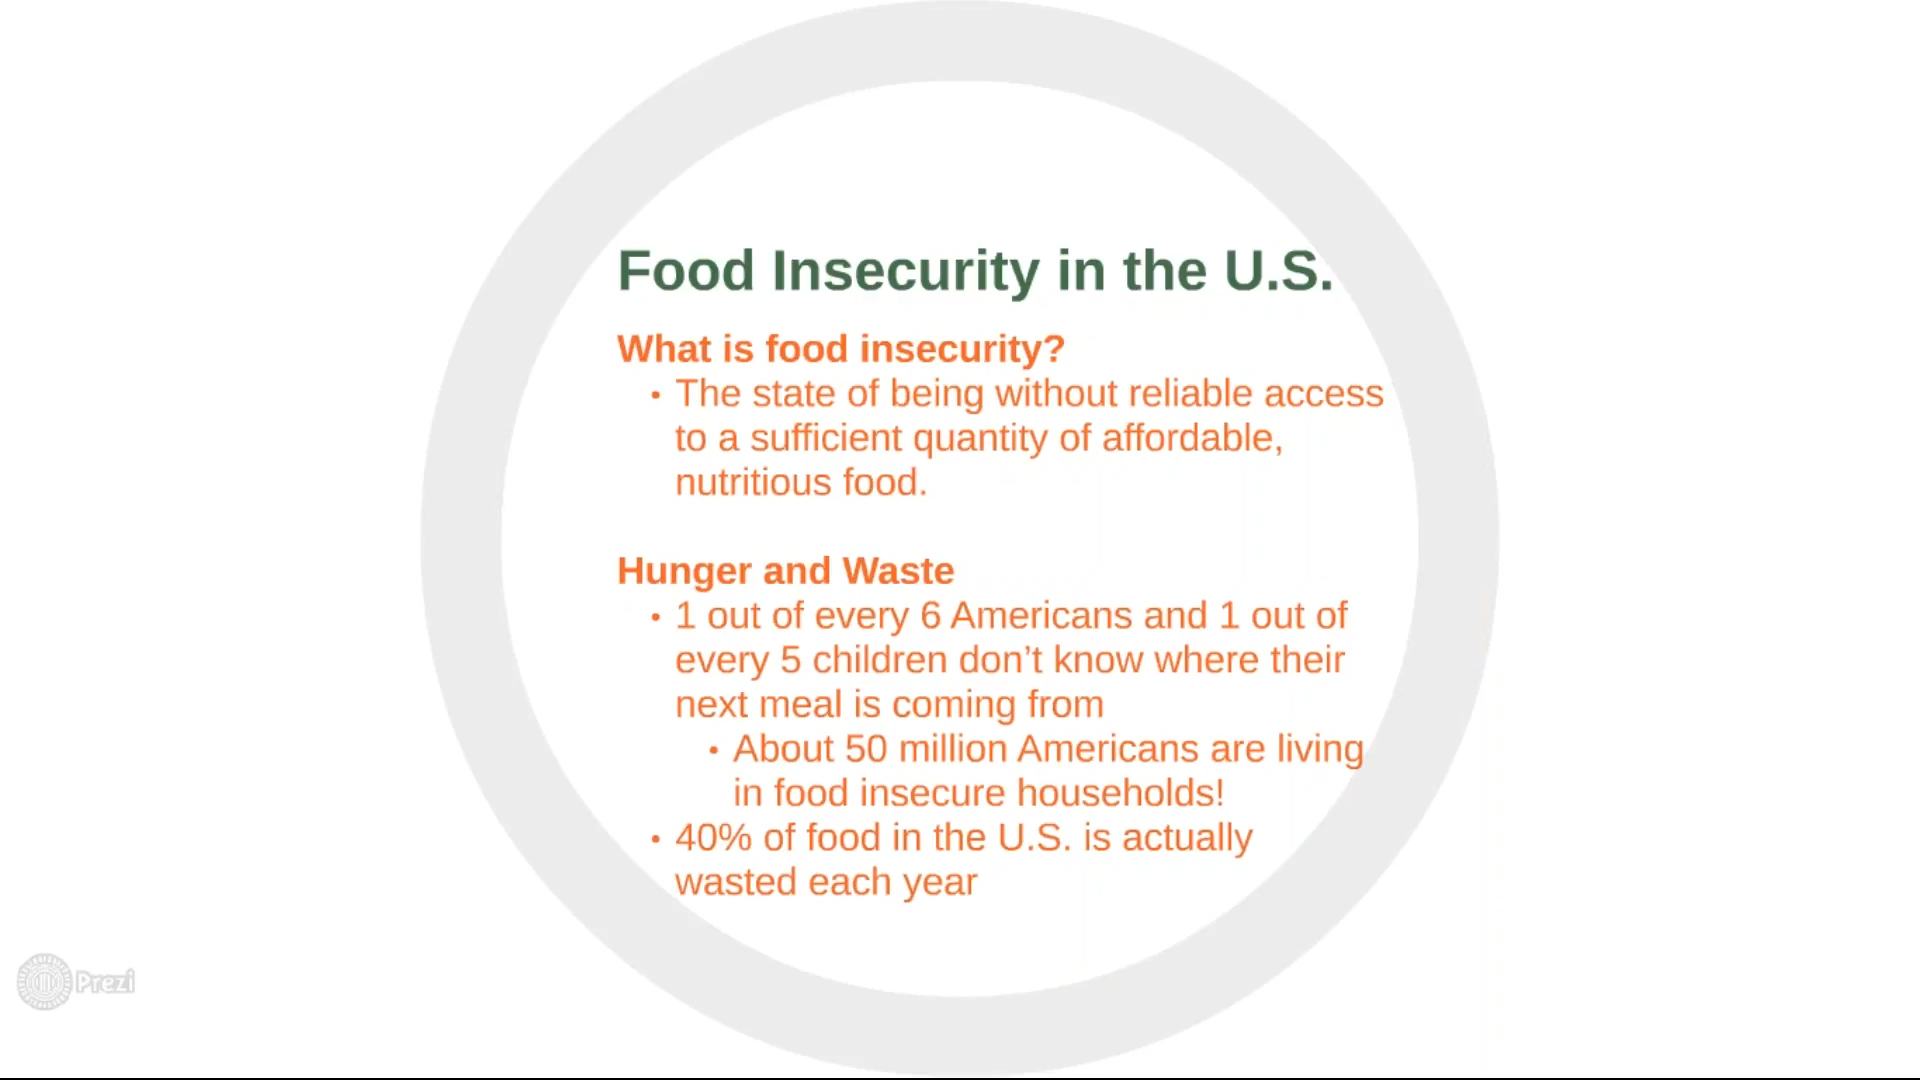 Food Insecurity in the U.S.
What is food insecurity?
• The state of being without reliable access
to a sufficient quantity of affordable,
nutritious food.
Hunger and Waste
• 1 out of every 6 Americans and 1 out of
every 5 children don’t know where their
next meal is coming from
• About 50 million Americans are living
in food insecure households!
• 40% of food in the U.S. is actually
wasted each year
Prezi